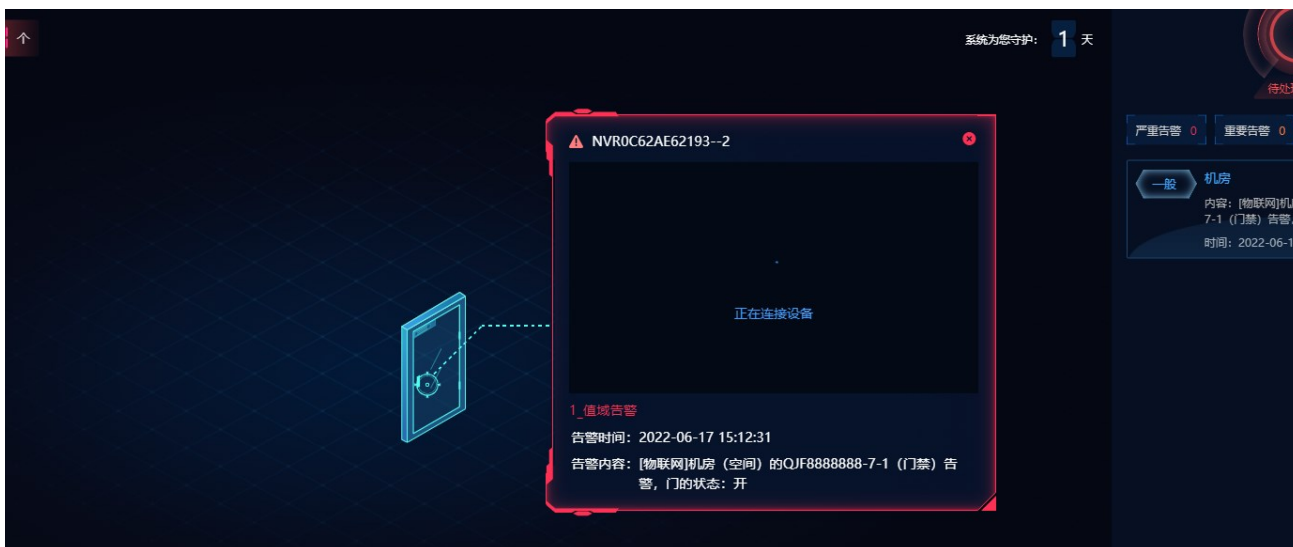 个
系统为您守护： 1 天
严重告警 0 重要告警 0
一般
机房
内容：[物联网]机
7-1（门禁）告警
时间：2022-06-1
NVR0C62AE62193--2
正在连接设备
1_值域告警
告警时间：2022-06-17 15:12:31
告警内容：[物联网]机房（空间）的QJF8888888-7-1（门禁）告
警，门的状态：开